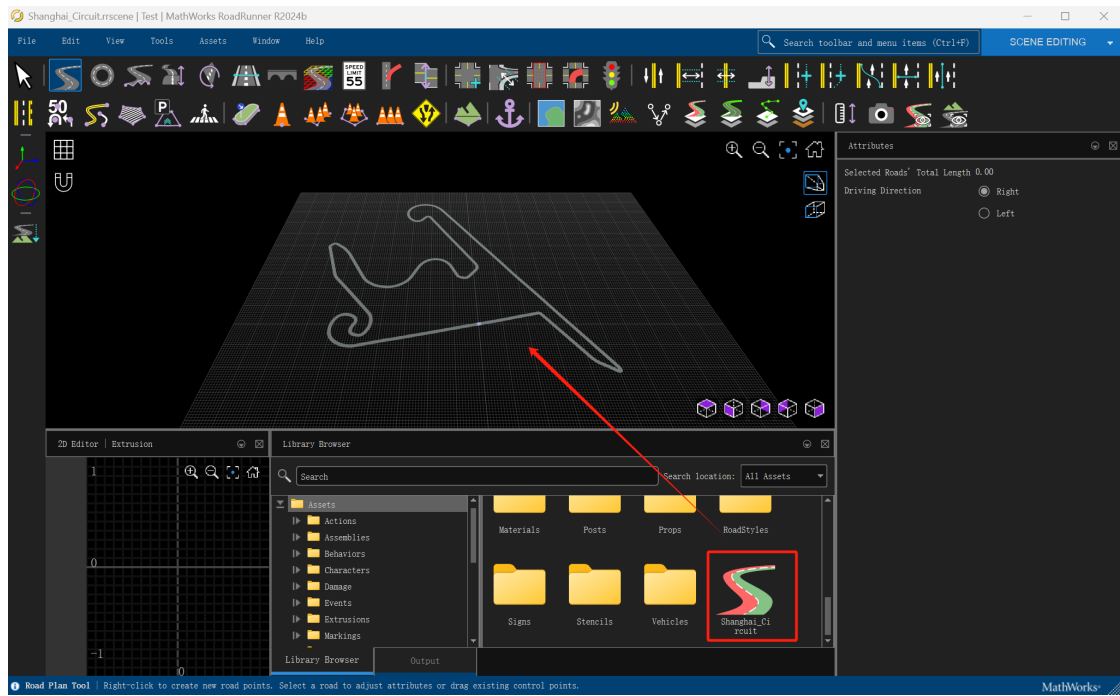 Shanghai_Circuit.rrscene | Test | MathWorks RoadRunner R2024b
File Edit View Tools Assets Window Help
Search toolbar and menu items (Ctrl+F)
SCENE EDITING
SPEED
LIMIT
55
50
P
Attributes
Selected Roads' Total Length 0.00
Driving Direction
Right
Left
2D Editor | Extrusion
1
0
-1
0
Library Browser
Search
Search location:
All Assets
Assets
Actions
Assemblies
Behaviors
Characters
Damage
Events
Extrusions
Markings
Materials
Posts
Props
RoadStyles
Signs
Stencils
Vehicles
Shanghai_Ci
rcuit
Library Browser
Output
Road Plan Tool | Right-click to create new road points. Select a road to adjust attributes or drag existing control points.
MathWorks